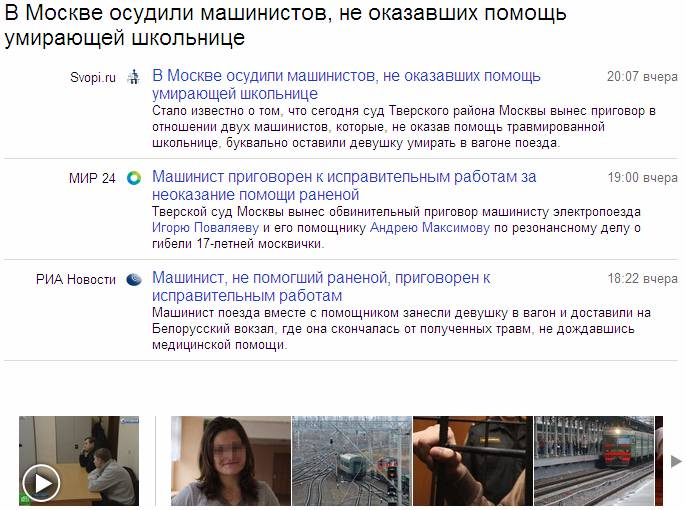 В Москве осудили машинистов, не оказавших помощь
умирающей школьнице
Svopi.ru
В Москве осудили машинистов, не оказавших помощь
20:07 вчера
умирающей школьнице
Стало известно о том, что сегодня суд Тверского района Москвы вынес приговор в
отношении двух машинистов, которые, не оказав помощь травмированной
школьнице, буквально оставили девушку умирать в вагоне поезда.
МИР 24
Машинист приговорен к исправительным работам за
19:00 вчера
неоказание помощи раненой
Тверской суд Москвы вынес обвинительный приговор машинисту электропоезда
Игорю Поваляеву и его помощнику Андрею Максимову по резонансному делу о
гибели 17-летней москвички.
РИА Новости
Машинист, не помогший раненой, приговорен к
18:22 вчера
исправительным работам
Машинист поезда вместе с помощником занесли девушку в вагон и доставили на
Белорусский вокзал, где она скончалась от полученных травм, не дождавшись
медицинской помощи.